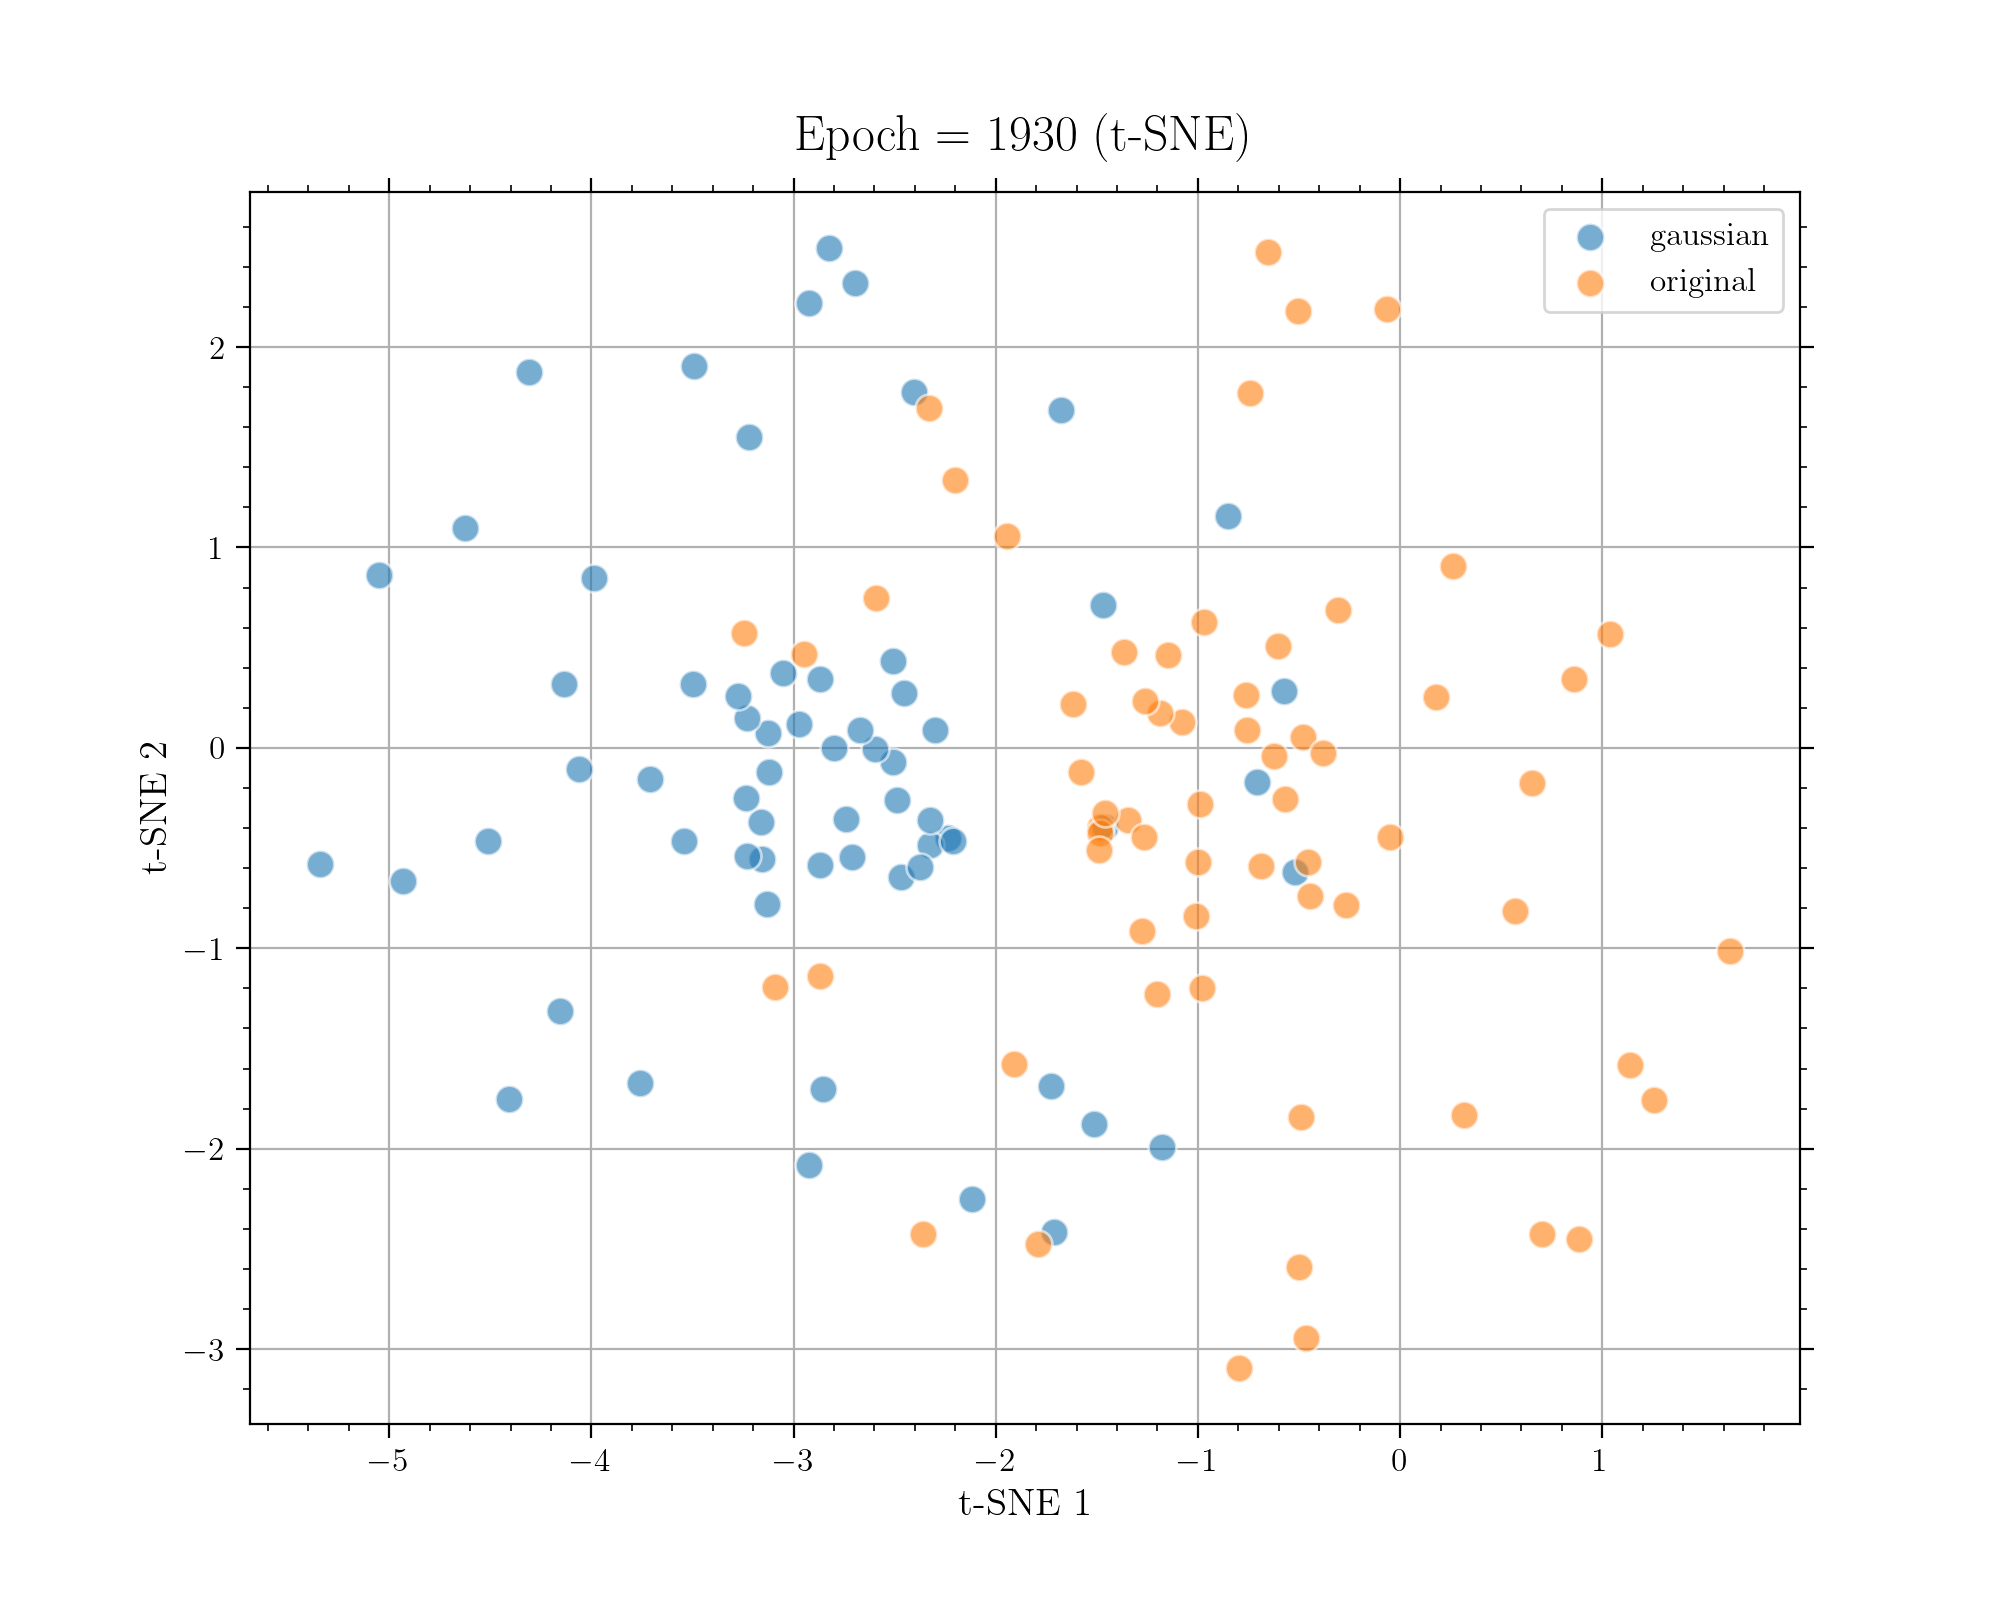 Epoch = 1930 (t-SNE)
gaussian
original
2
1
0
−1
−2
−3
t-SNE 2
−5 −4 −3 −2 −1 0 1
t-SNE 1